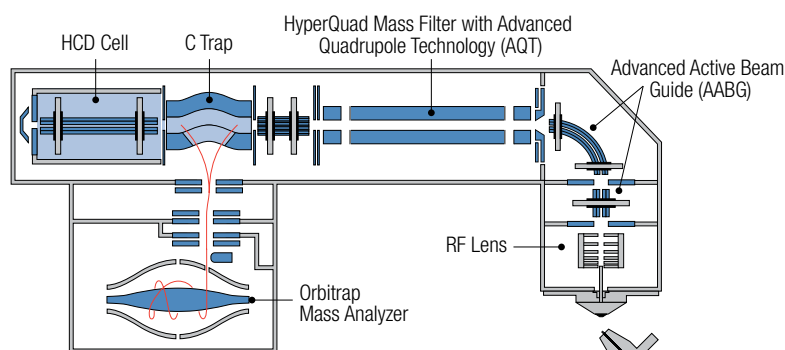 HCD Cell
C Trap
HyperQuad Mass Filter with Advanced
Quadrupole Technology (AQT)
Advanced Active Beam
Guide (AABG)
RF Lens
Orbitrap
Mass Analyzer